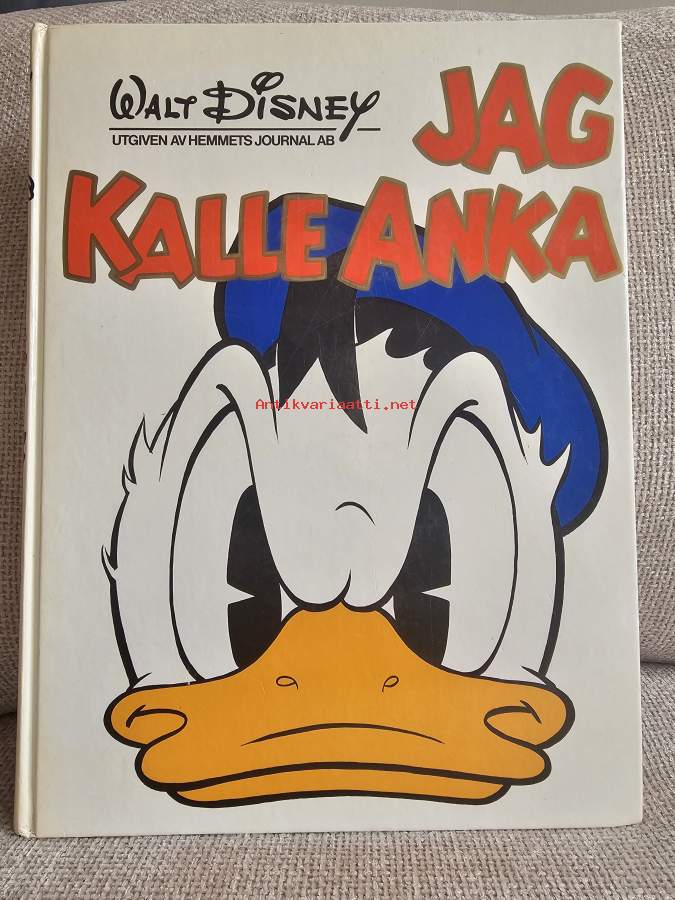 WALT DISNEY
UTGIVEN AV HEMMETS JOURNAL AB
JAG
KALLE ANKA
Antikvariaatti.net